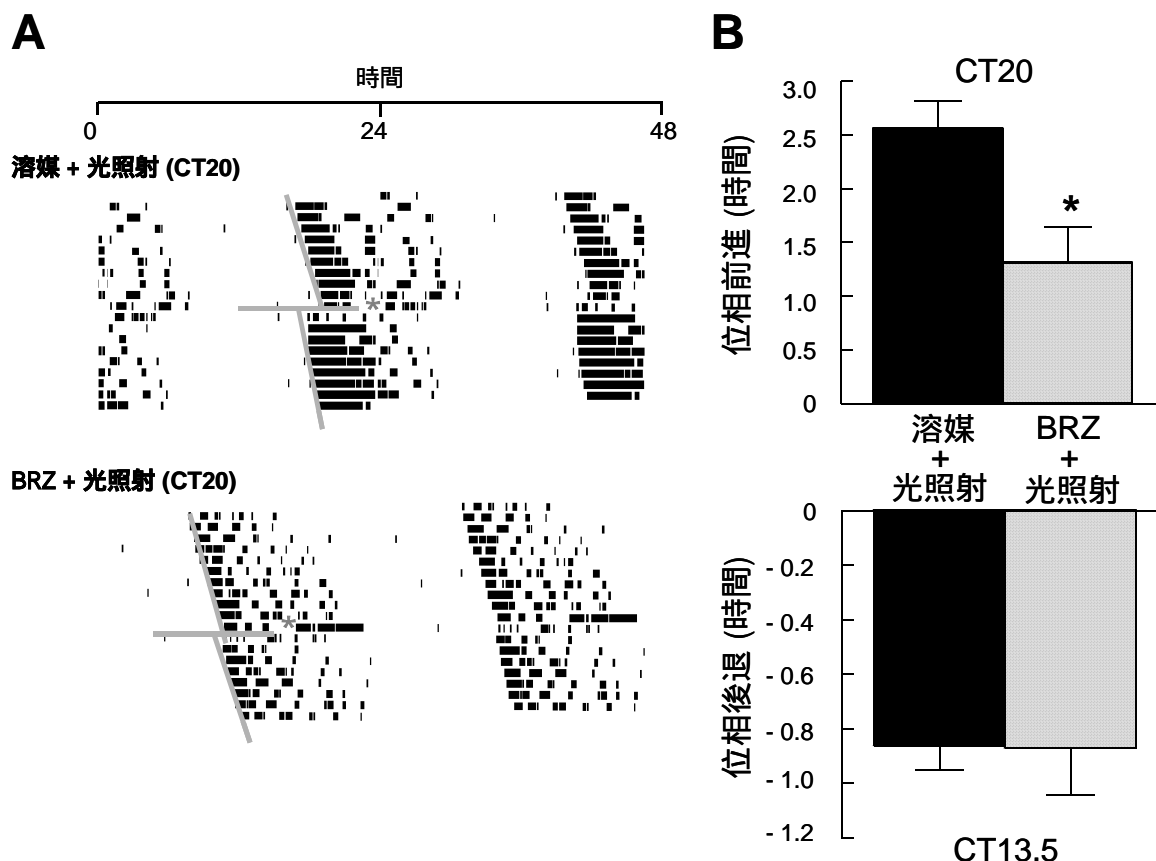 A
時間
0 24 48
溶媒 + 光照射 (CT20)
*
BRZ + 光照射 (CT20)
*
B
CT20
位相前進 (時間)
3.0
2.5
2.0
1.5
1.0
0.5
0
*
溶媒
+
光照射
BRZ
+
光照射
位相後退 (時間)
0
- 0.2
- 0.4
- 0.6
- 0.8
- 1.0
- 1.2
CT13.5